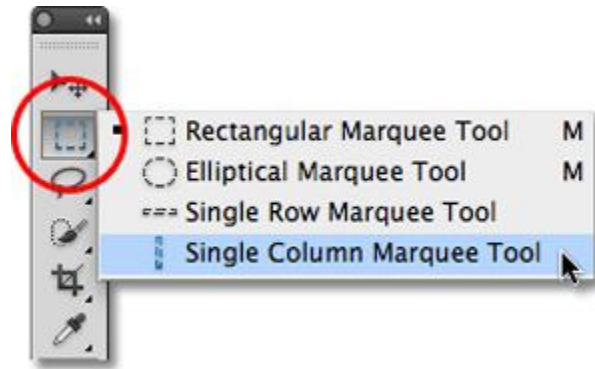 Rectangular Marquee Tool M
Elliptical Marquee Tool M
Single Row Marquee Tool
Single Column Marquee Tool